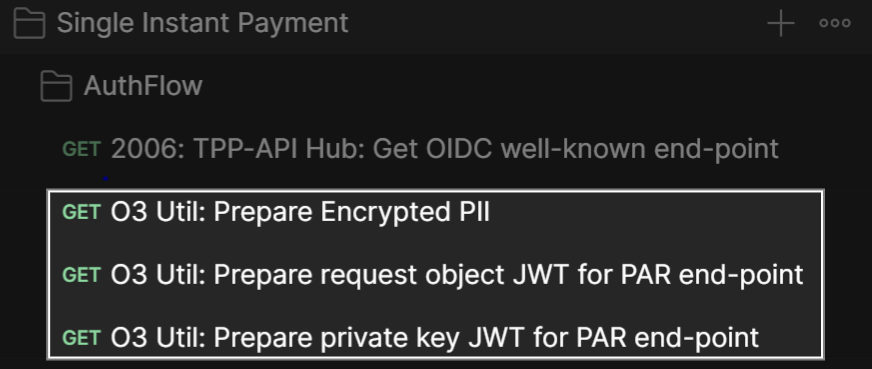 Single Instant Payment
AuthFlow
GET 2006: TPP-API Hub: Get OIDC well-known end-point
GET O3 Util: Prepare Encrypted PII
GET O3 Util: Prepare request object JWT for PAR end-point
GET O3 Util: Prepare private key JWT for PAR end-point